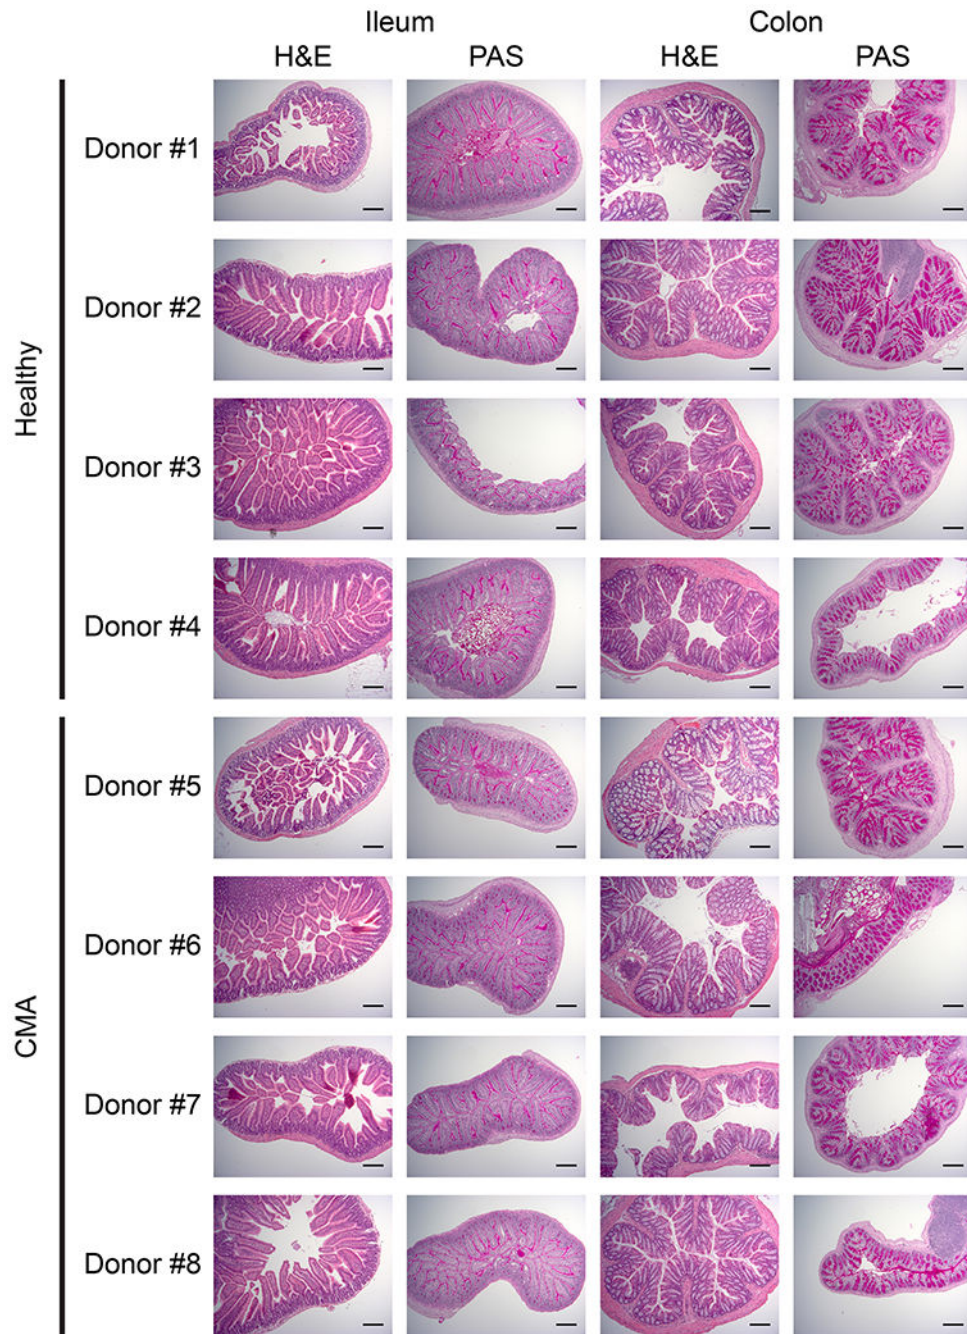 Ileum
Colon
H&E
PAS
H&E
PAS
Healthy
Donor #1
Donor #2
Donor #3
Donor #4
CMA
Donor #5
Donor #6
Donor #7
Donor #8